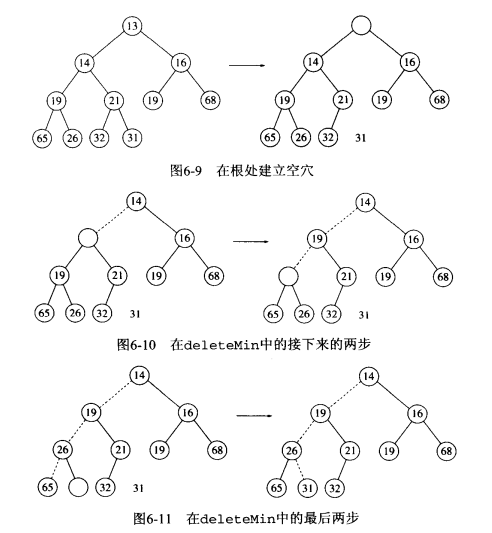 13
14 16 14 16
19 21 19 68 19 21 19 68
65 26 32 31 65 26 32 31
图6-9 在根处建立空穴
14 14
16 19 16
19 21 19 68 21 19 68
65 26 32 31 65 26 32 31
图6-10 在deleteMin中的接下来的两步
14 14
19 16 19 16
26 21 19 68 26 21 19 68
65 32 31 65 31 32
图6-11 在deleteMin中的最后两步